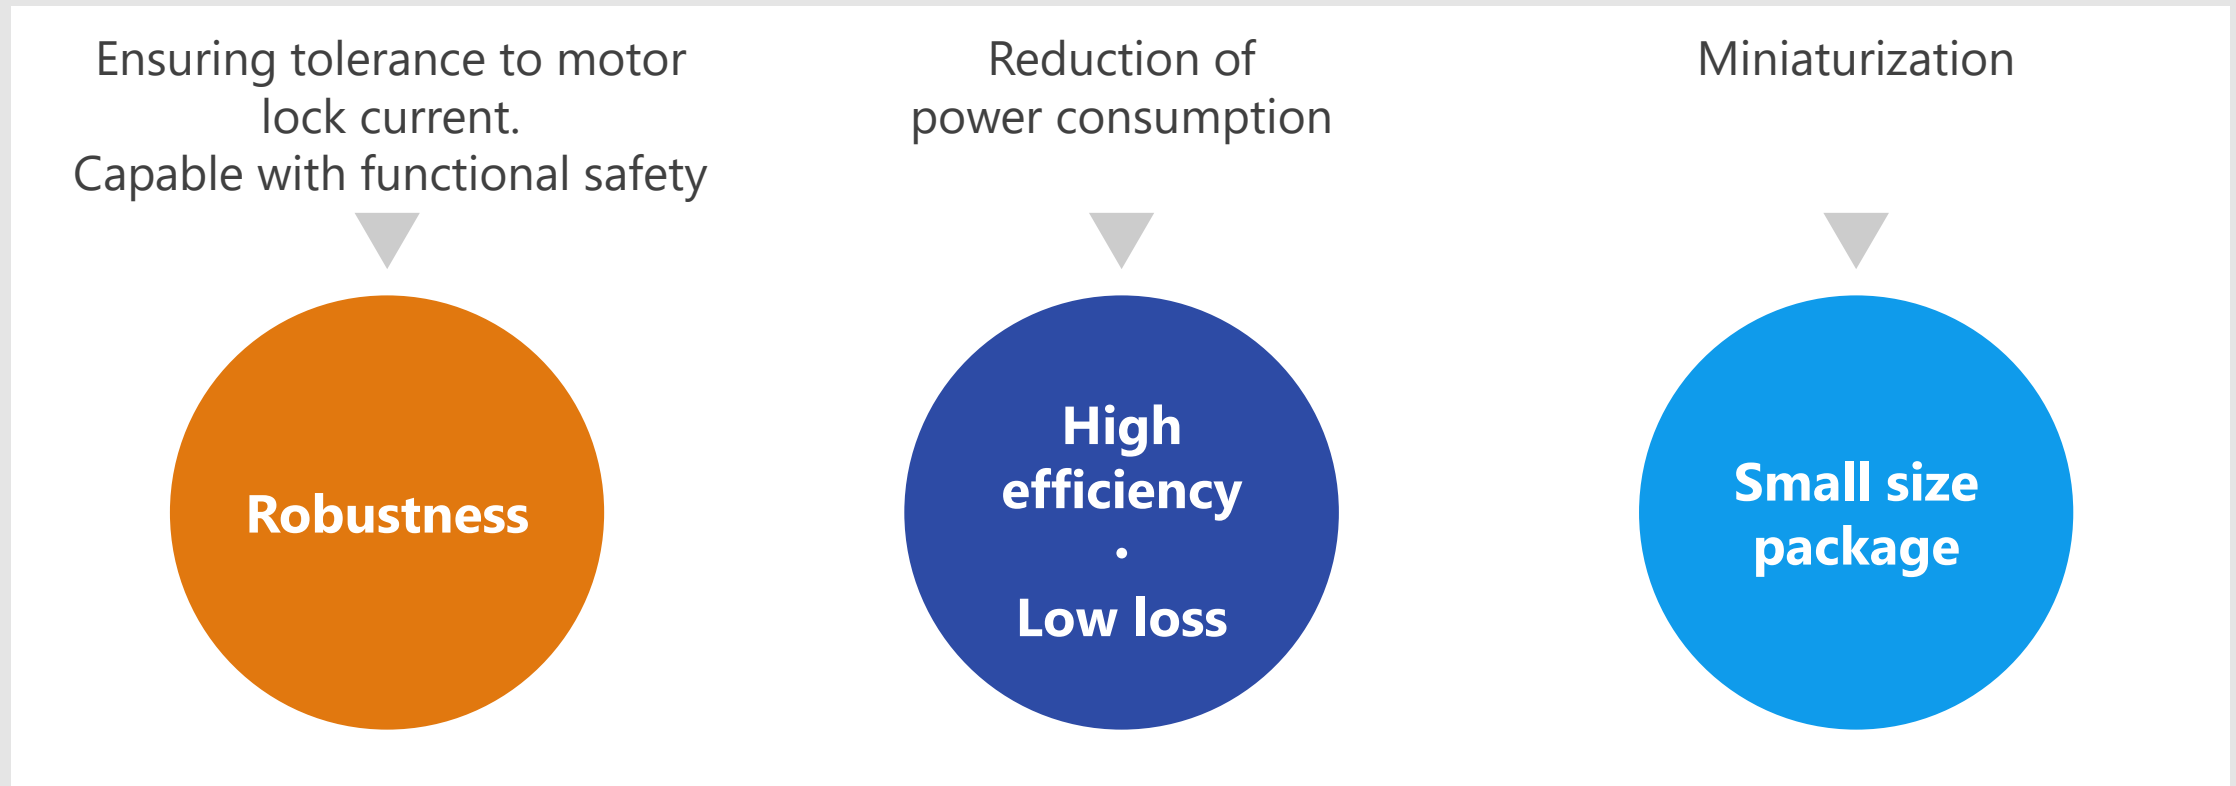 Ensuring tolerance to motor
lock current.
Capable with functional safety
Robustness
Reduction of
power consumption
High
efficiency
・
Low loss
Miniaturization
Small size
package